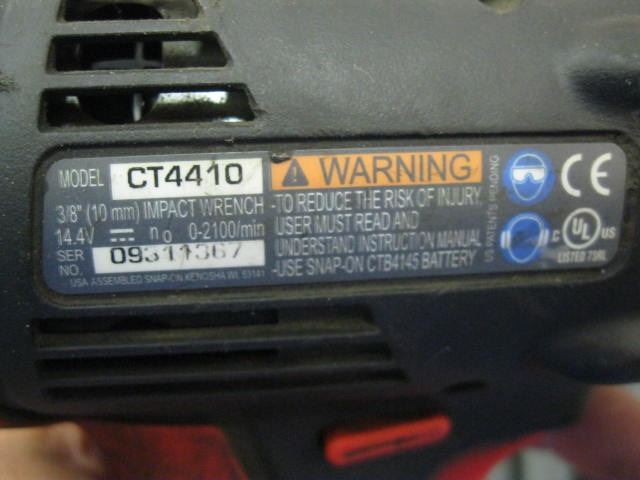 MODEL CT4410
3/8" (10 mm) IMPACT WRENCH
14.4V n0 0-2100/min
SER
NO. 09311367
USA ASSEMBLED SNAP-ON KENOSHA WI. 53141
WARNING
-TO REDUCE THE RISK OF INJURY
USER MUST READ AND
UNDERSTAND INSTRUCTION MANUAL
-USE SNAP-ON CTB4145 BATTERY
US PATENTS PENDING
CE
C UL US
LISTED 79RL